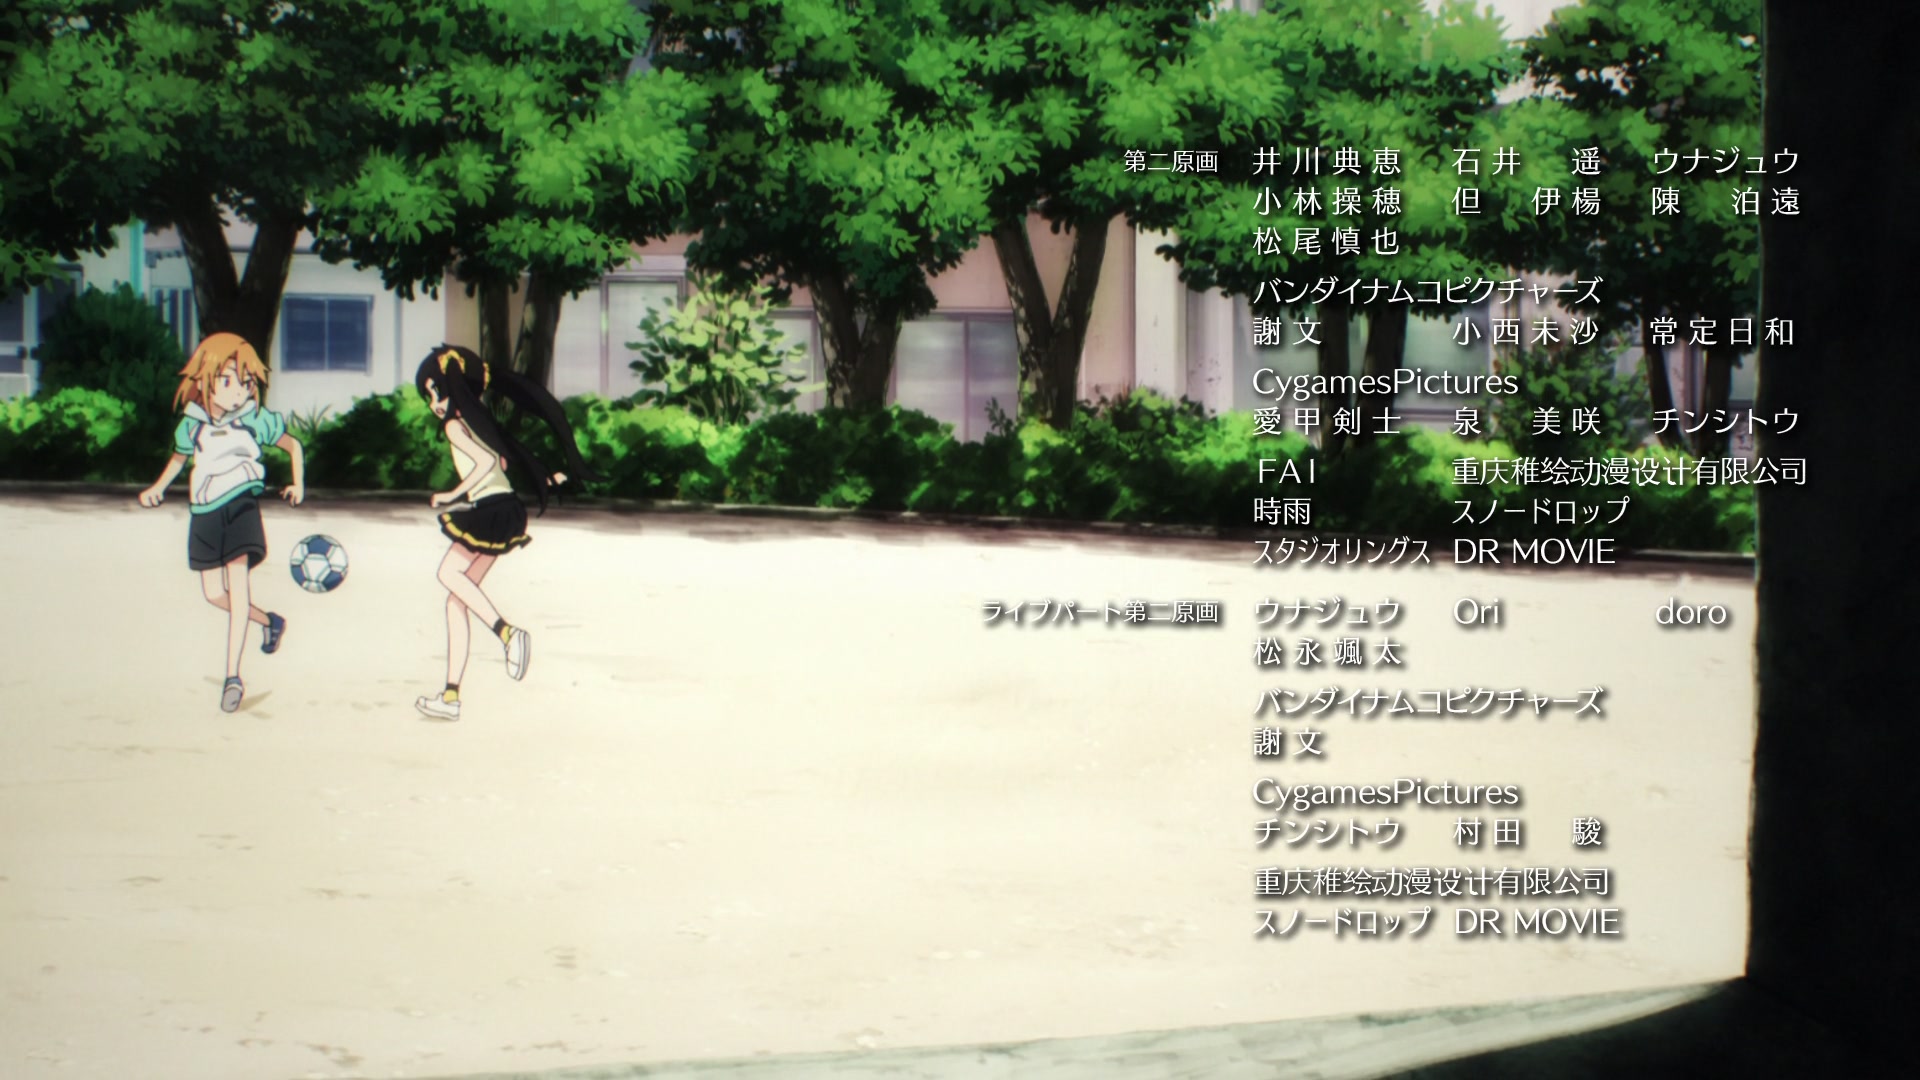 第二原画 井川典恵 石井 遥 ウナジュウ
小林操穂 但 伊楊 陳 泊遠
松尾慎也
バンダイナムコピクチャーズ
謝文 小西未沙 常定日和
CygamesPictures
愛甲剣士 泉 美咲 チンシトウ
FAI 重庆稚绘动漫设计有限公司
時雨 スノードロップ
スタジオリングス DR MOVIE
ライブパート第二原画 ウナジュウ Ori doro
松永颯太
バンダイナムコピクチャーズ
謝文
CygamesPictures
チンシトウ 村田 駿
重庆稚绘动漫设计有限公司
スノードロップ DR MOVIE